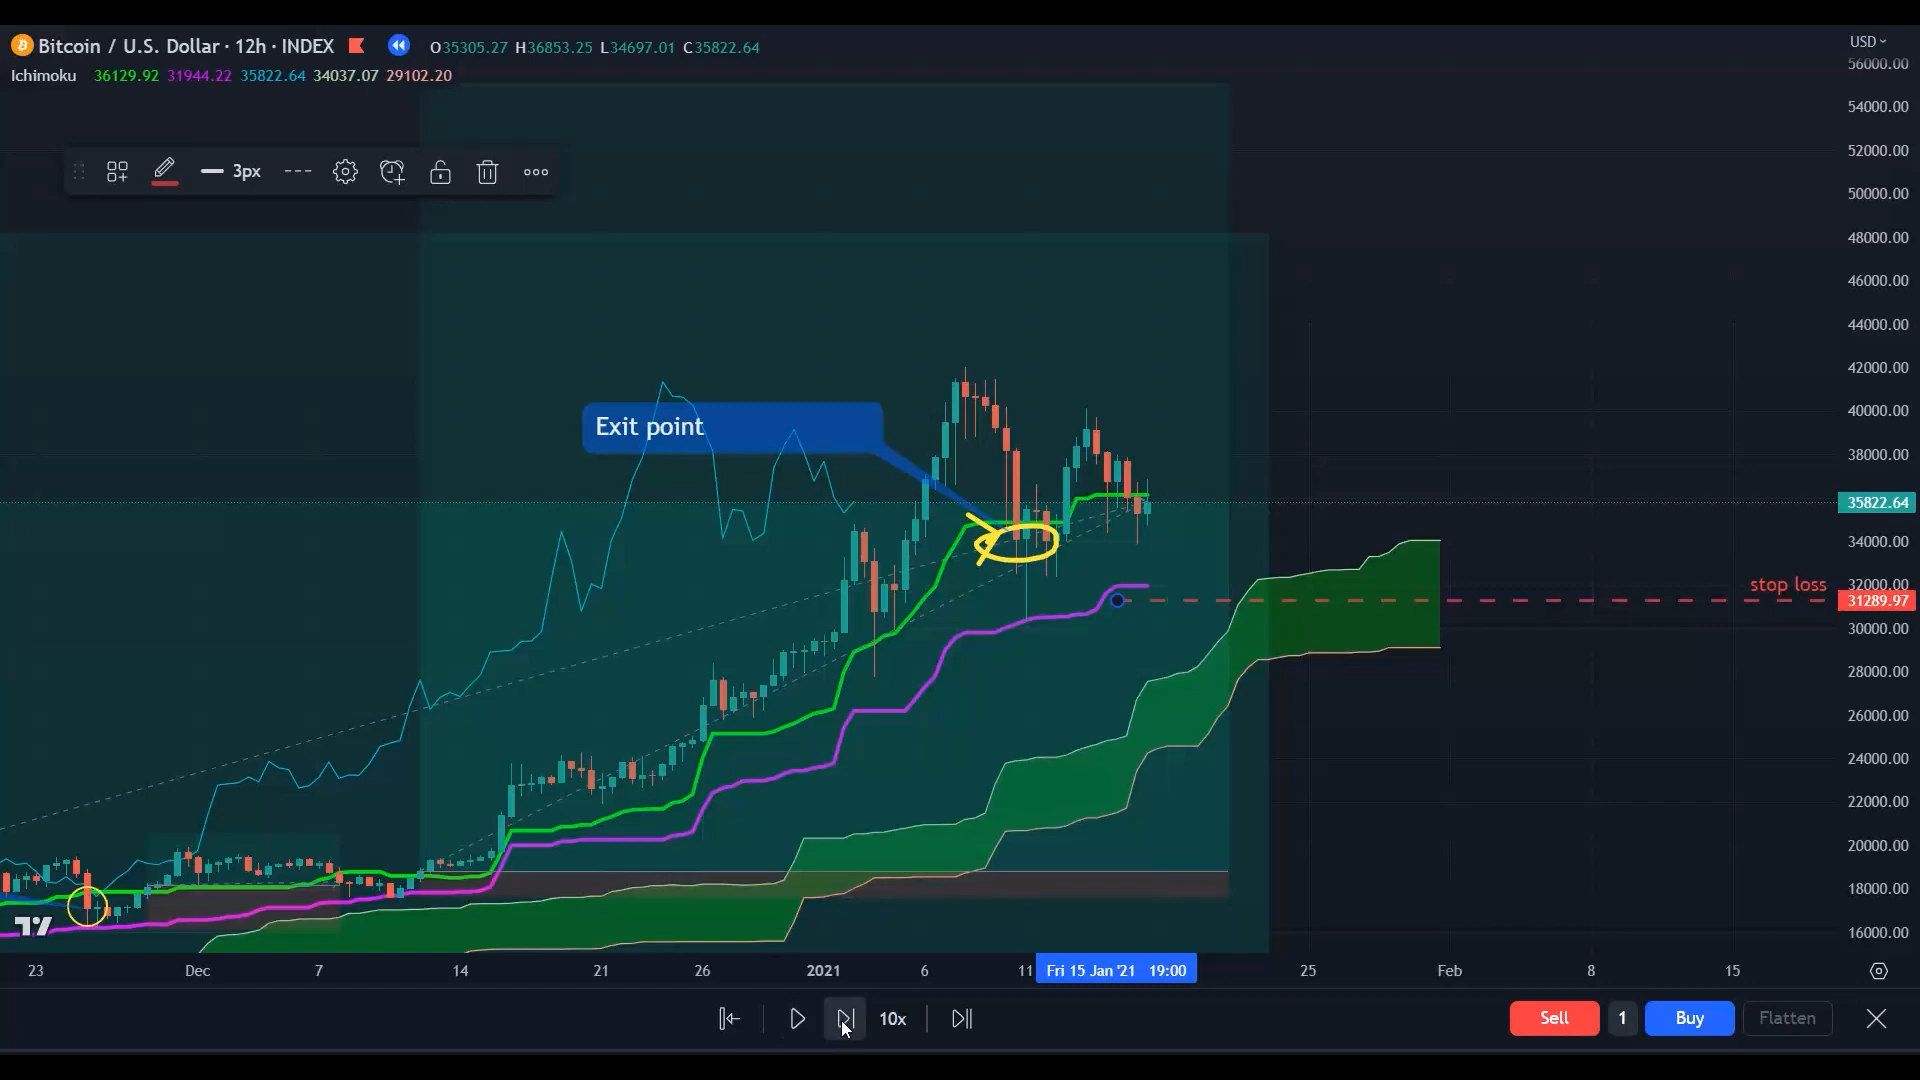 Bitcoin / U.S. Dollar · 12h · INDEX O35305.27 H36853.25 L34697.01 C35822.64
USD
Ichimoku 36129.92 31944.22 35822.64 34037.07 29102.20
56000.00
54000.00
52000.00
3px
50000.00
48000.00
46000.00
44000.00
42000.00
40000.00
Exit point
38000.00
35822.64
34000.00
stop loss
32000.00
31289.97
30000.00
28000.00
26000.00
24000.00
22000.00
20000.00
18000.00
16000.00
23 Dec 7 14 21 26 2021 6 11 Fri 15 Jan '21 19:00 25 Feb 8 15
10x Sell 1 Buy Flatten